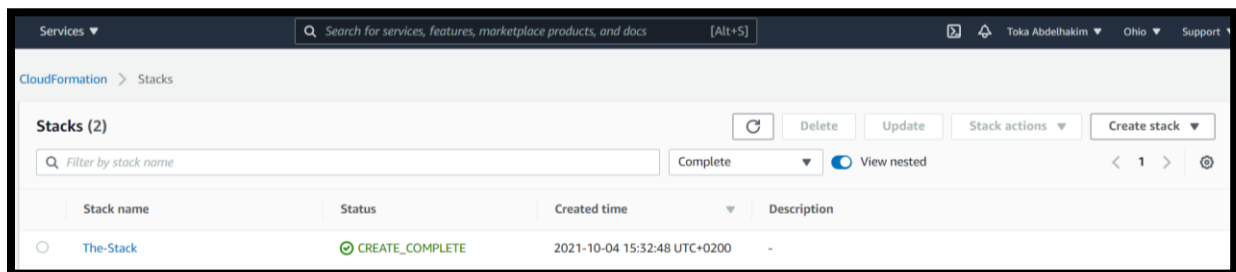 Services ▼ Search for services, features, marketplace products, and docs [Alt+S] Toka Abdelhakim ▼ Ohio ▼ Support
CloudFormation > Stacks
Stacks (2) Delete Update Stack actions ▼ Create stack ▼
Filter by stack name Complete ▼ View nested < 1 >
Stack name Status Created time ▼ Description
The-Stack CREATE_COMPLETE 2021-10-04 15:32:48 UTC+0200 -